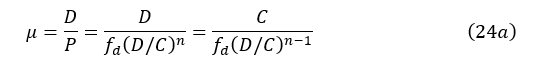 μ = D/P = D/(f_d(D/C)^n) = C/(f_d(D/C)^{n−1}) (24a)